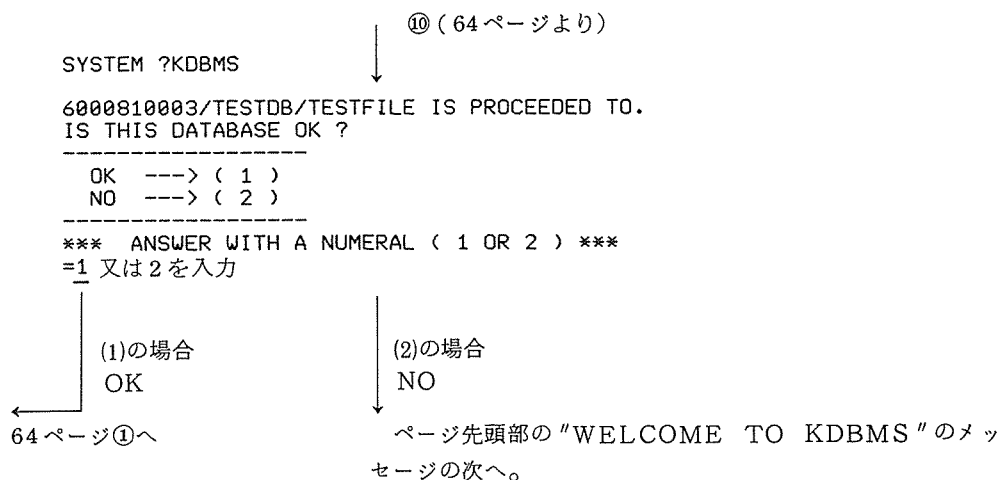 ⑩(64ページより)
SYSTEM ?KDBMS
6000810003/TESTDB/TESTFILE IS PROCEEDED TO.
IS THIS DATABASE OK ?
-------------------
OK ---> ( 1 )
NO ---> ( 2 )
-------------------
*** ANSWER WITH A NUMERAL ( 1 OR 2 ) ***
=1 又は2を入力
(1)の場合 (2)の場合
OK NO
64ページ①へ ページ先頭部の"WELCOME TO KDBMS"のメッ
セージの次へ。